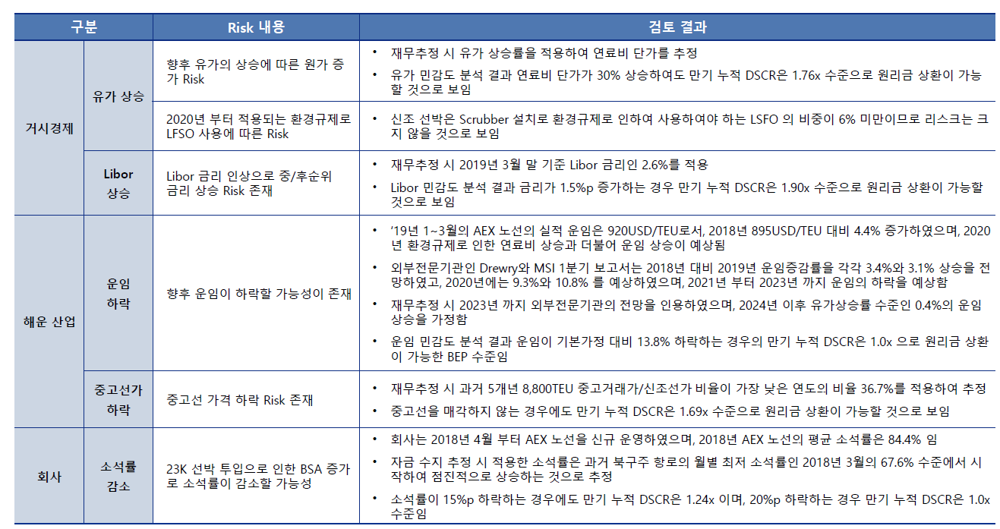 구분
Risk 내용
검토 결과
거시경제
유가 상승
향후 유가의 상승에 따른 원가 증
가 Risk
• 재무추정 시 유가 상승률을 적용하여 연료비 단가를 추정
• 유가 민감도 분석 결과 연료비 단가가 30% 상승하여도 만기 누적 DSCR은 1.76x 수준으로 원리금 상환이 가능
할 것으로 보임
2020년 부터 적용되는 환경규제로
LFSO 사용에 따른 Risk
• 신조 선박은 Scrubber 설치로 환경규제로 인하여 사용하여야 하는 LSFO 의 비중이 6% 미만이므로 리스크는 크
지 않을 것으로 보임
Libor
상승
Libor 금리 인상으로 중/후순위
금리 상승 Risk 존재
• 재무추정 시 2019년 3월 말 기준 Libor 금리인 2.6%를 적용
• Libor 민감도 분석 결과 금리가 1.5%p 증가하는 경우 만기 누적 DSCR은 1.90x 수준으로 원리금 상환이 가능할
것으로 보임
해운 산업
운임
하락
향후 운임이 하락할 가능성이 존재
• ‘19년 1~3월의 AEX 노선의 실적 운임은 920USD/TEU로서, 2018년 895USD/TEU 대비 4.4% 증가하였으며, 2020
년 환경규제로 인한 연료비 상승과 더불어 운임 상승이 예상됨
• 외부전문기관인 Drewry와 MSI 1분기 보고서는 2018년 대비 2019년 운임증감률을 각각 3.4%와 3.1% 상승을 전
망하였고, 2020년에는 9.3%와 10.8% 를 예상하였으며, 2021년 부터 2023년 까지 운임의 하락을 예상함
• 재무추정 시 2023년 까지 외부전문기관의 전망을 인용하였으며, 2024년 이후 유가상승률 수준인 0.4%의 운임
상승을 가정함
• 운임 민감도 분석 결과 운임이 기본가정 대비 13.8% 하락하는 경우의 만기 누적 DSCR은 1.0x 으로 원리금 상환
이 가능한 BEP 수준임
중고선가
하락
중고선 가격 하락 Risk 존재
• 재무추정 시 과거 5개년 8,800TEU 중고거래가/신조선가 비율이 가장 낮은 연도의 비율 36.7%를 적용하여 추정
• 중고선을 매각하지 않는 경우에도 만기 누적 DSCR은 1.69x 수준으로 원리금 상환이 가능할 것으로 보임
회사
소석률
감소
23K 선박 투입으로 인한 BSA 증가
로 소석률이 감소할 가능성
• 회사는 2018년 4월 부터 AEX 노선을 신규 운영하였으며, 2018년 AEX 노선의 평균 소석률은 84.4% 임
• 자금 수지 추정 시 적용한 소석률은 과거 북구주 항로의 월별 최저 소석률인 2018년 3월의 67.6% 수준에서 시
작하여 점진적으로 상승하는 것으로 추정
• 소석률이 15%p 하락하는 경우에도 만기 누적 DSCR은 1.24x 이며, 20%p 하락하는 경우 만기 누적 DSCR은 1.0x
수준임